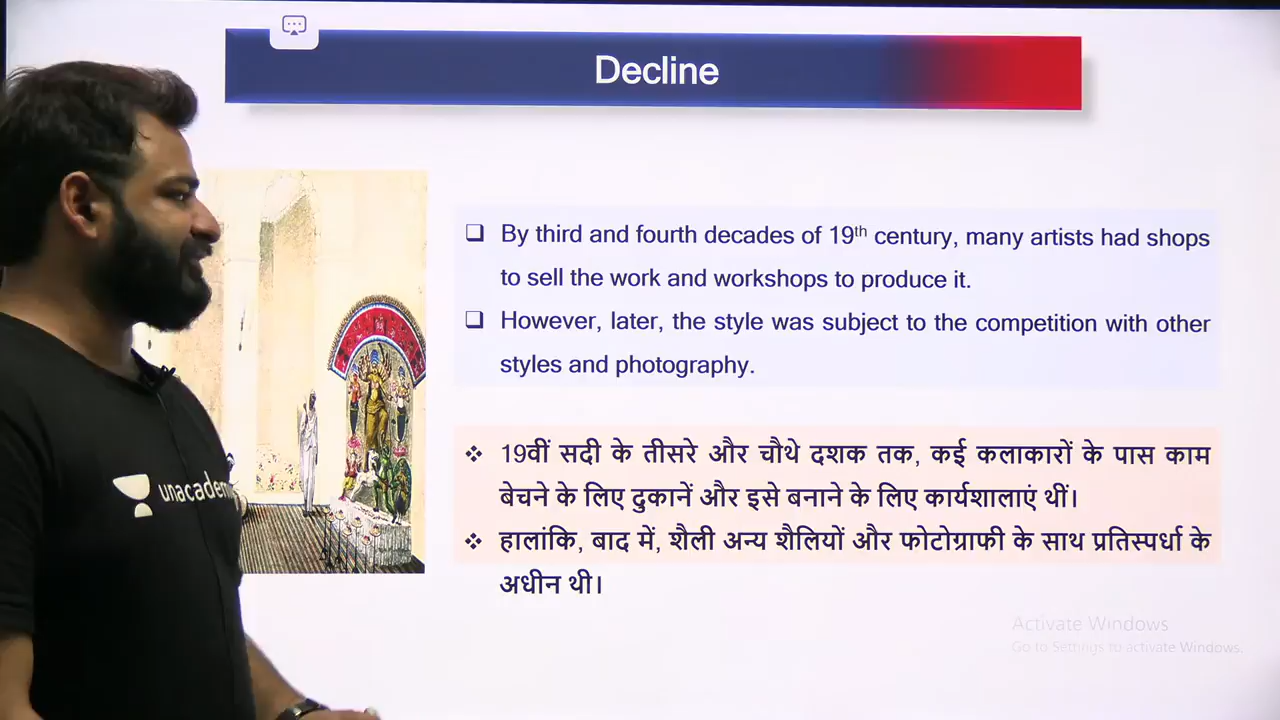 Decline
❑ By third and fourth decades of 19th century, many artists had shops
to sell the work and workshops to produce it.
❑ However, later, the style was subject to the competition with other
styles and photography.
❖ 19वीं सदी के तीसरे और चौथे दशक तक, कई कलाकारों के पास काम
बेचने के लिए दुकानें और इसे बनाने के लिए कार्यशालाएं थीं।
❖ हालांकि, बाद में, शैली अन्य शैलियों और फोटोग्राफी के साथ प्रतिस्पर्धा के
अधीन थी।
unacademy
Activate Windows
Go to Settings to activate Windows.